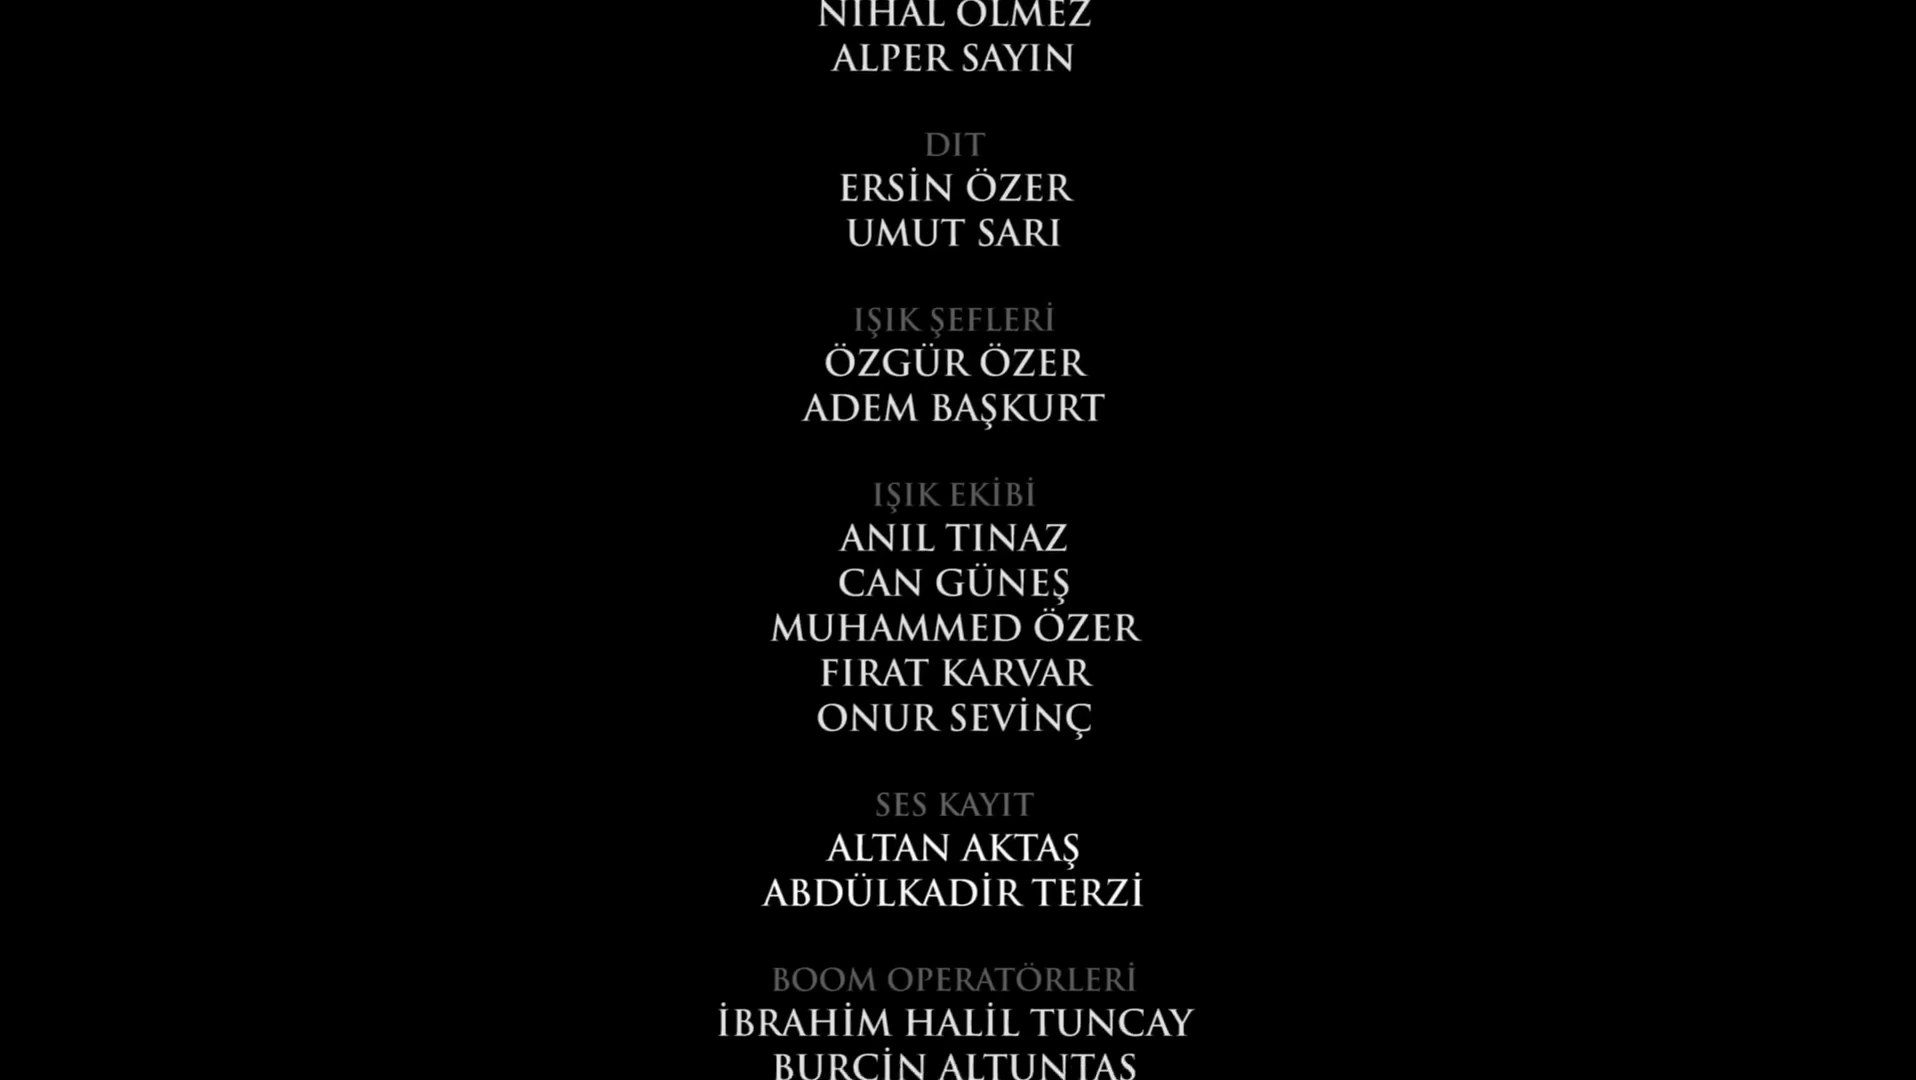 NİHAL ÖLMEZ
ALPER SAYIN
DIT
ERSİN ÖZER
UMUT SARI
IŞIK ŞEFLERİ
ÖZGÜR ÖZER
ADEM BAŞKURT
IŞIK EKİBİ
ANIL TINAZ
CAN GÜNEŞ
MUHAMMED ÖZER
FIRAT KARVAR
ONUR SEVİNÇ
SES KAYIT
ALTAN AKTAŞ
ABDÜLKADİR TERZİ
BOOM OPERATÖRLERİ
İBRAHİM HALİL TUNCAY
BURÇİN ALTUNTAŞ